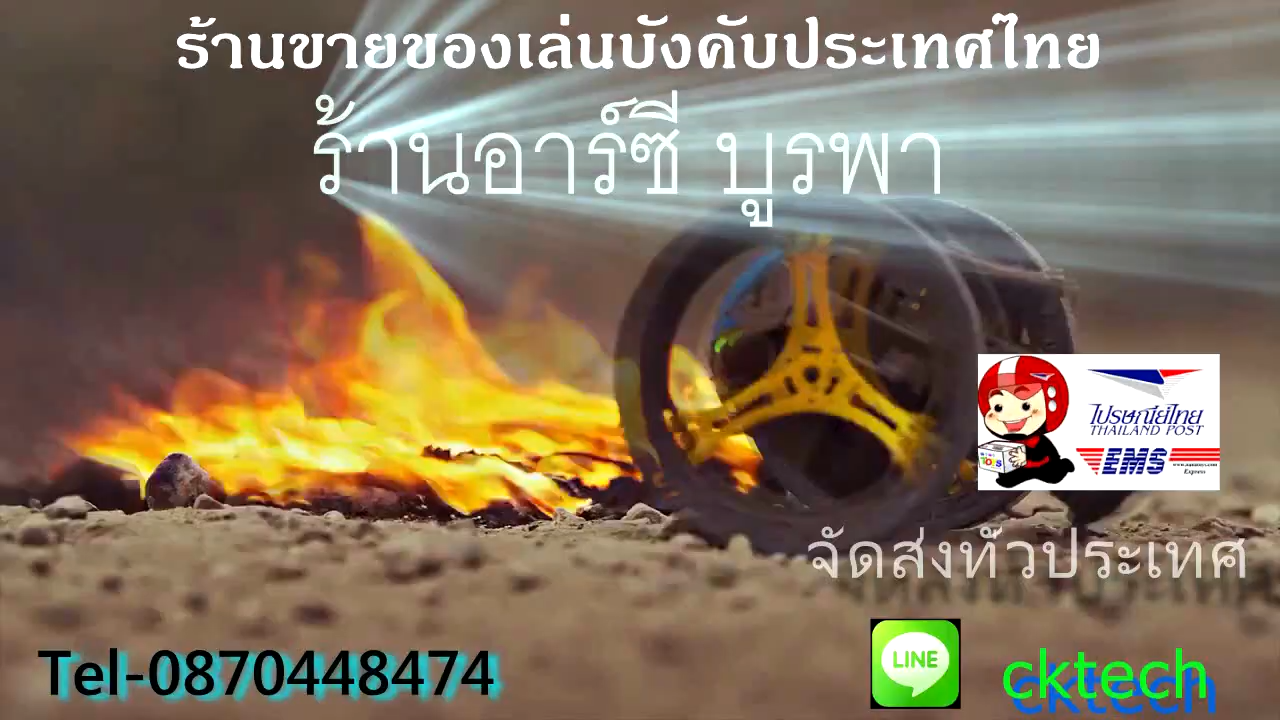 ร้านขายของเล่นบังคับประเทศไทย
ร้านอาร์ซี บูรพา
ไปรษณีย์ไทย
THAILAND POST
TOYS
EMS
Express
จัดส่งทั่วประเทศ
Tel-0870448474
LINE
cktech